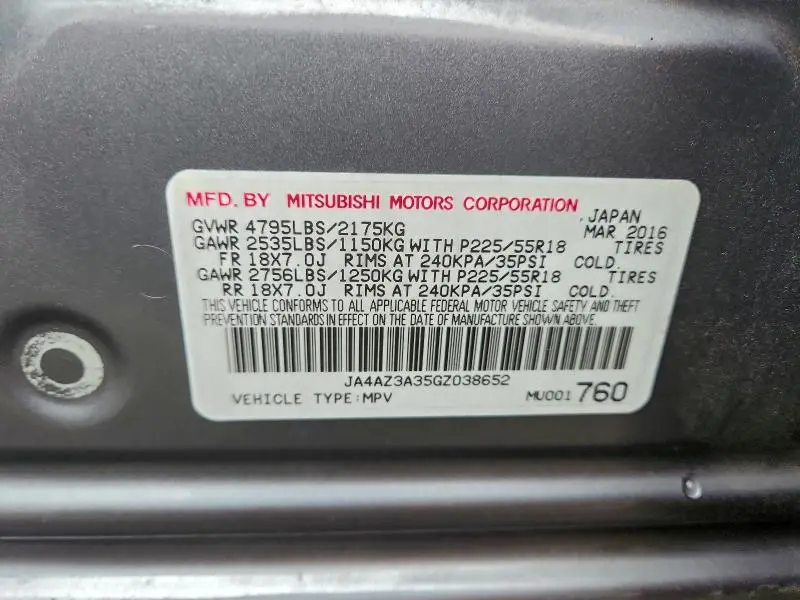 MFD. BY MITSUBISHI MOTORS CORPORATION
, JAPAN
GVWR 4795LBS/2175KG MAR 2016
GAWR 2535LBS/1150KG WITH P225/55R18 TIRES
FR 18X7.0J RIMS AT 240KPA/35PSI COLD.
GAWR 2756LBS/1250KG WITH P225/55R18 TIRES
RR 18X7.0J RIMS AT 240KPA/35PSI COLD.
THIS VEHICLE CONFORMS TO ALL APPLICABLE FEDERAL MOTOR VEHICLE SAFETY AND THEFT
PREVENTION STANDARDS IN EFFECT ON THE DATE OF MANUFACTURE SHOWN ABOVE.
JA4AZ3A35GZ038652
VEHICLE TYPE:MPV MU001760